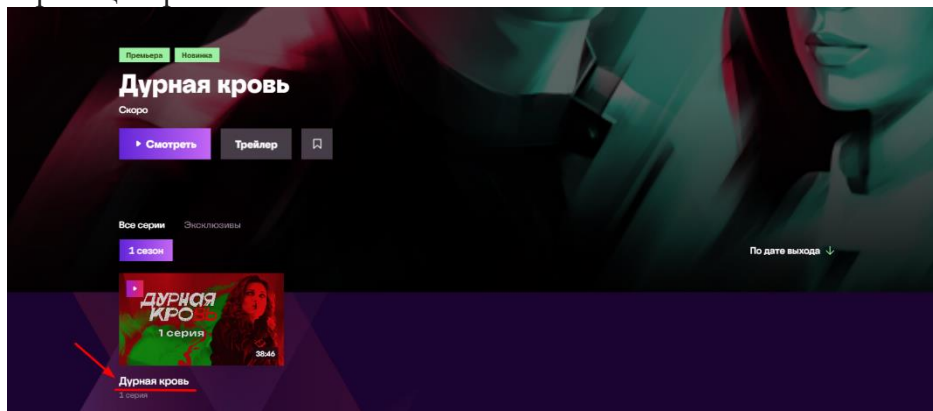 Премьера Новинка
Дурная кровь
Скоро
Смотреть Трейлер
Все серии Эксклюзивы
1 сезон По дате выхода
ДУРНАЯ
КРОВЬ
1 серия
38:46
Дурная кровь
1 серия